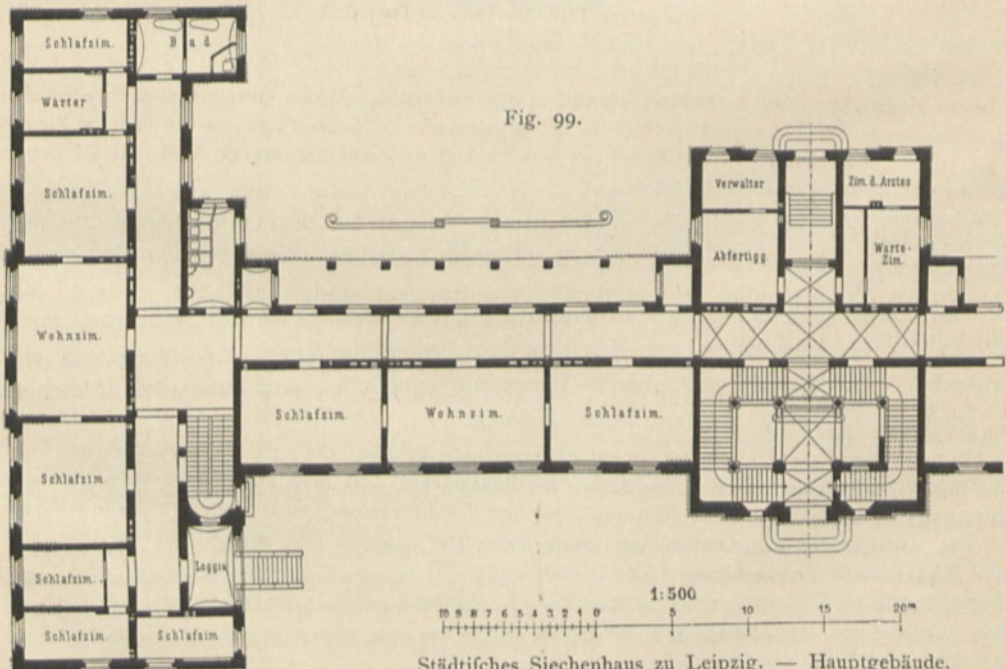 Schlafzim.
Bad
Wärter
Fig. 99.
Schlafzim.
Verwalter
Zim. d. Arztes
Abfertigg.
Warte-
Zim.
Wohnzim.
Schlafzim.
Wohnzim.
Schlafzim.
Schlafzim.
Loggia
Schlafzim.
Schlafzim.
Schlafzim.
1:500
10 9 8 7 6 5 4 3 2 1 0 5 10 15 20m
Städtiſches Siechenhaus zu Leipzig. — Hauptgebäude.